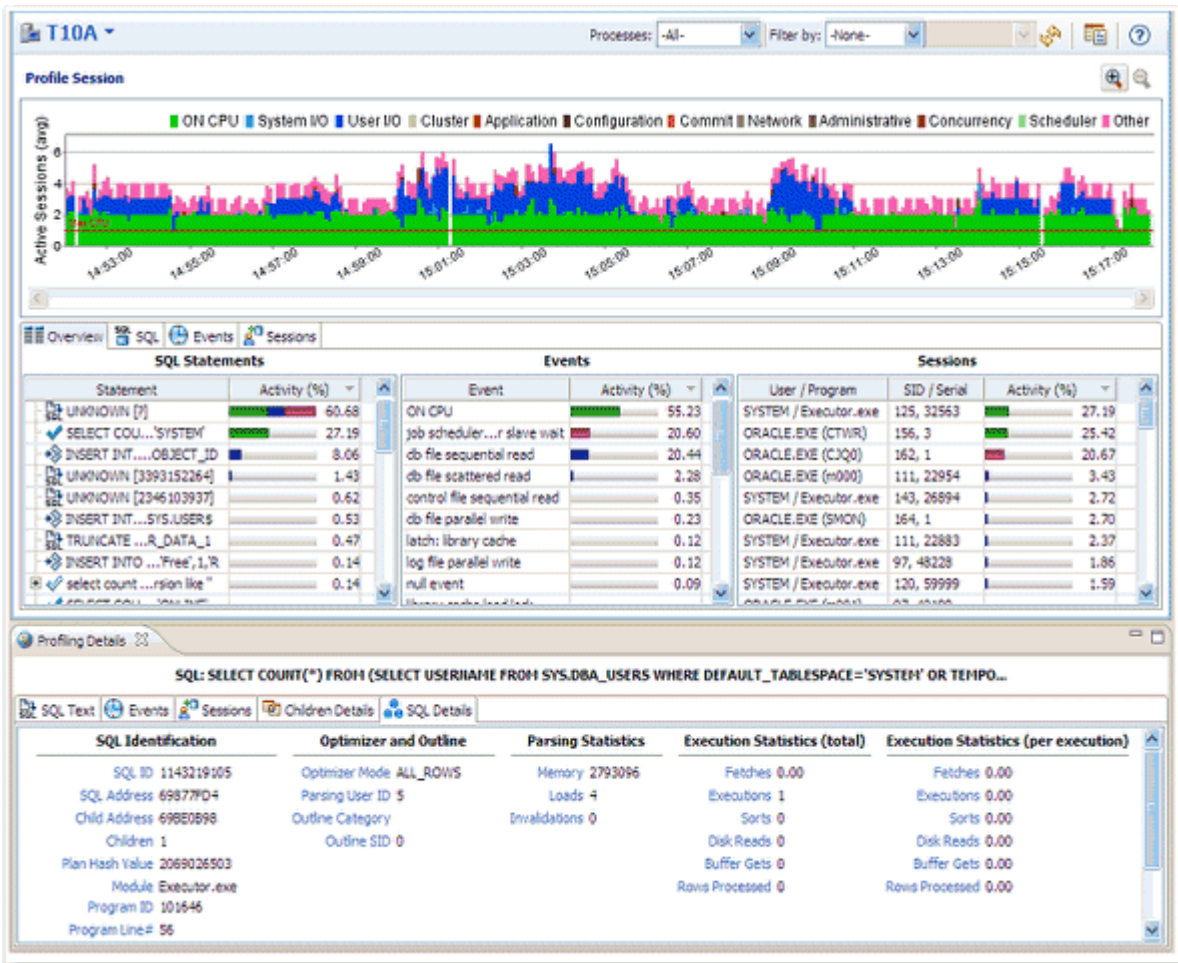 T10A
Processes: -All- Filter by: -None-
Profile Session
ON CPU System I/O User I/O Cluster Application Configuration Commit Network Administrative Concurrency Scheduler Other
Active Sessions (avg)
6
4
2
0
14:53:00 14:55:00 14:57:00 14:59:00 15:01:00 15:03:00 15:05:00 15:07:00 15:09:00 15:11:00 15:13:00 15:15:00 15:17:00
Overview SQL Events Sessions
SQL Statements Events Sessions
Statement Activity (%) Event Activity (%) User / Program SID / Serial Activity (%)
UNKNOWN [?] 60.68 ON CPU 55.23 SYSTEM / Executor.exe 125, 32563 27.19
SELECT COU...'SYSTEM' 27.19 job scheduler...r slave wait 20.60 ORACLE.EXE (CTWR) 156, 3 25.42
INSERT INT....OBJECT_ID 8.06 db file sequential read 20.44 ORACLE.EXE (CJQ0) 162, 1 20.67
UNKNOWN [3393152264] 1.43 db file scattered read 2.28 ORACLE.EXE (m000) 111, 22954 3.43
UNKNOWN [2346103937] 0.62 control file sequential read 0.35 SYSTEM / Executor.exe 143, 26894 2.72
INSERT INT...SYS.USER$ 0.53 db file parallel write 0.23 ORACLE.EXE (SMON) 164, 1 2.70
TRUNCATE ...R_DATA_1 0.47 latch: library cache 0.12 SYSTEM / Executor.exe 111, 22883 2.37
INSERT INTO ...'Free',1,'R 0.14 log file parallel write 0.12 SYSTEM / Executor.exe 97, 48228 1.86
select count ...rsion like '' 0.14 null event 0.09 SYSTEM / Executor.exe 120, 59999 1.59
Profiling Details
SQL: SELECT COUNT(*) FROM (SELECT USERNAME FROM SYS.DBA_USERS WHERE DEFAULT_TABLESPACE='SYSTEM' OR TEMPO...
SQL Text Events Sessions Children Details SQL Details
SQL Identification Optimizer and Outline Parsing Statistics Execution Statistics (total) Execution Statistics (per execution)
SQL ID 1143219105 Optimizer Mode ALL_ROWS Memory 2793096 Fetches 0.00 Fetches 0.00
SQL Address 69877FD4 Parsing User ID 5 Loads 4 Executions 1 Executions 0.00
Child Address 69BE0B98 Outline Category Invalidations 0 Sorts 0 Sorts 0.00
Children 1 Outline SID 0 Disk Reads 0 Disk Reads 0.00
Plan Hash Value 2069026503 Buffer Gets 0 Buffer Gets 0.00
Module Executor.exe Rows Processed 0 Rows Processed 0.00
Program ID 101646
Program Line# 56